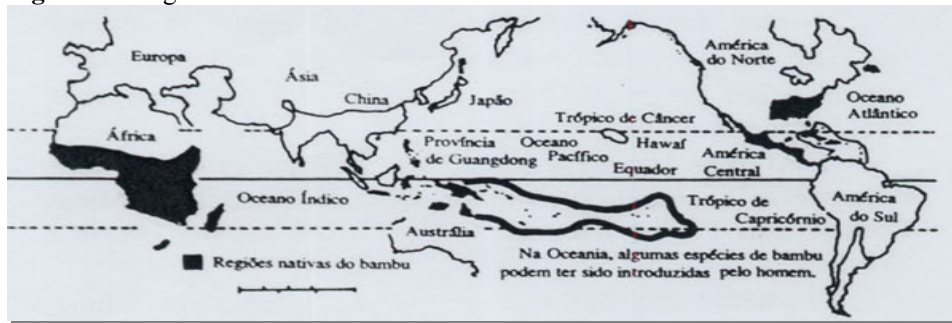 Europa
Ásia
América
do Norte
China
Japão
Oceano
Atlântico
África
Trópico de Câncer
Província
de Guangdong
Oceano
Pacífico
Hawaí
América
Central
Equador
Oceano Índico
Trópico de
Capricórnio
América
do Sul
Austrália
Na Oceania, algumas espécies de bambu
podem ter sido introduzidas pelo homem.
Regiões nativas do bambu